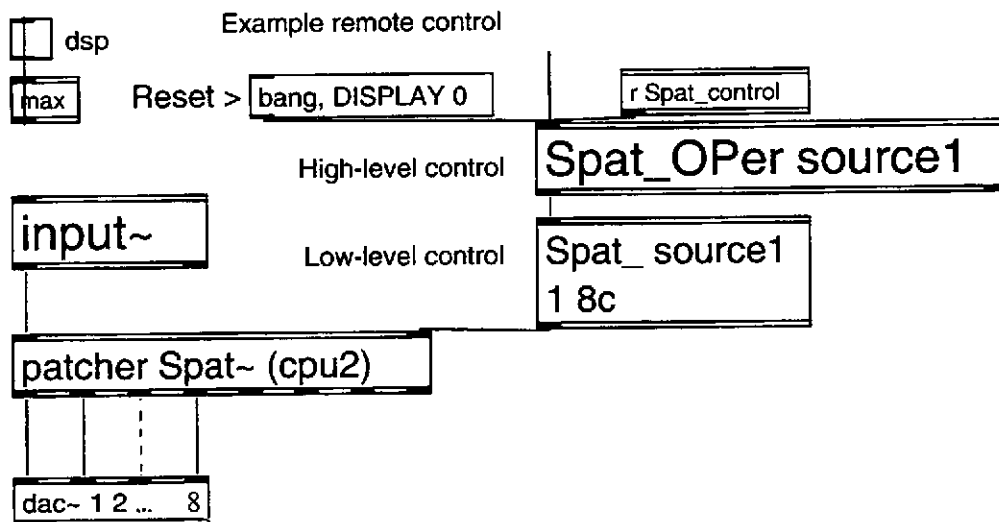 Example remote control
dsp
max
Reset > bang, DISPLAY 0
r Spat_control
High-level control
Spat_OPer source1
input~
Low-level control
Spat_ source1
1 8c
patcher Spat~ (cpu2)
dac~ 1 2 ... 8